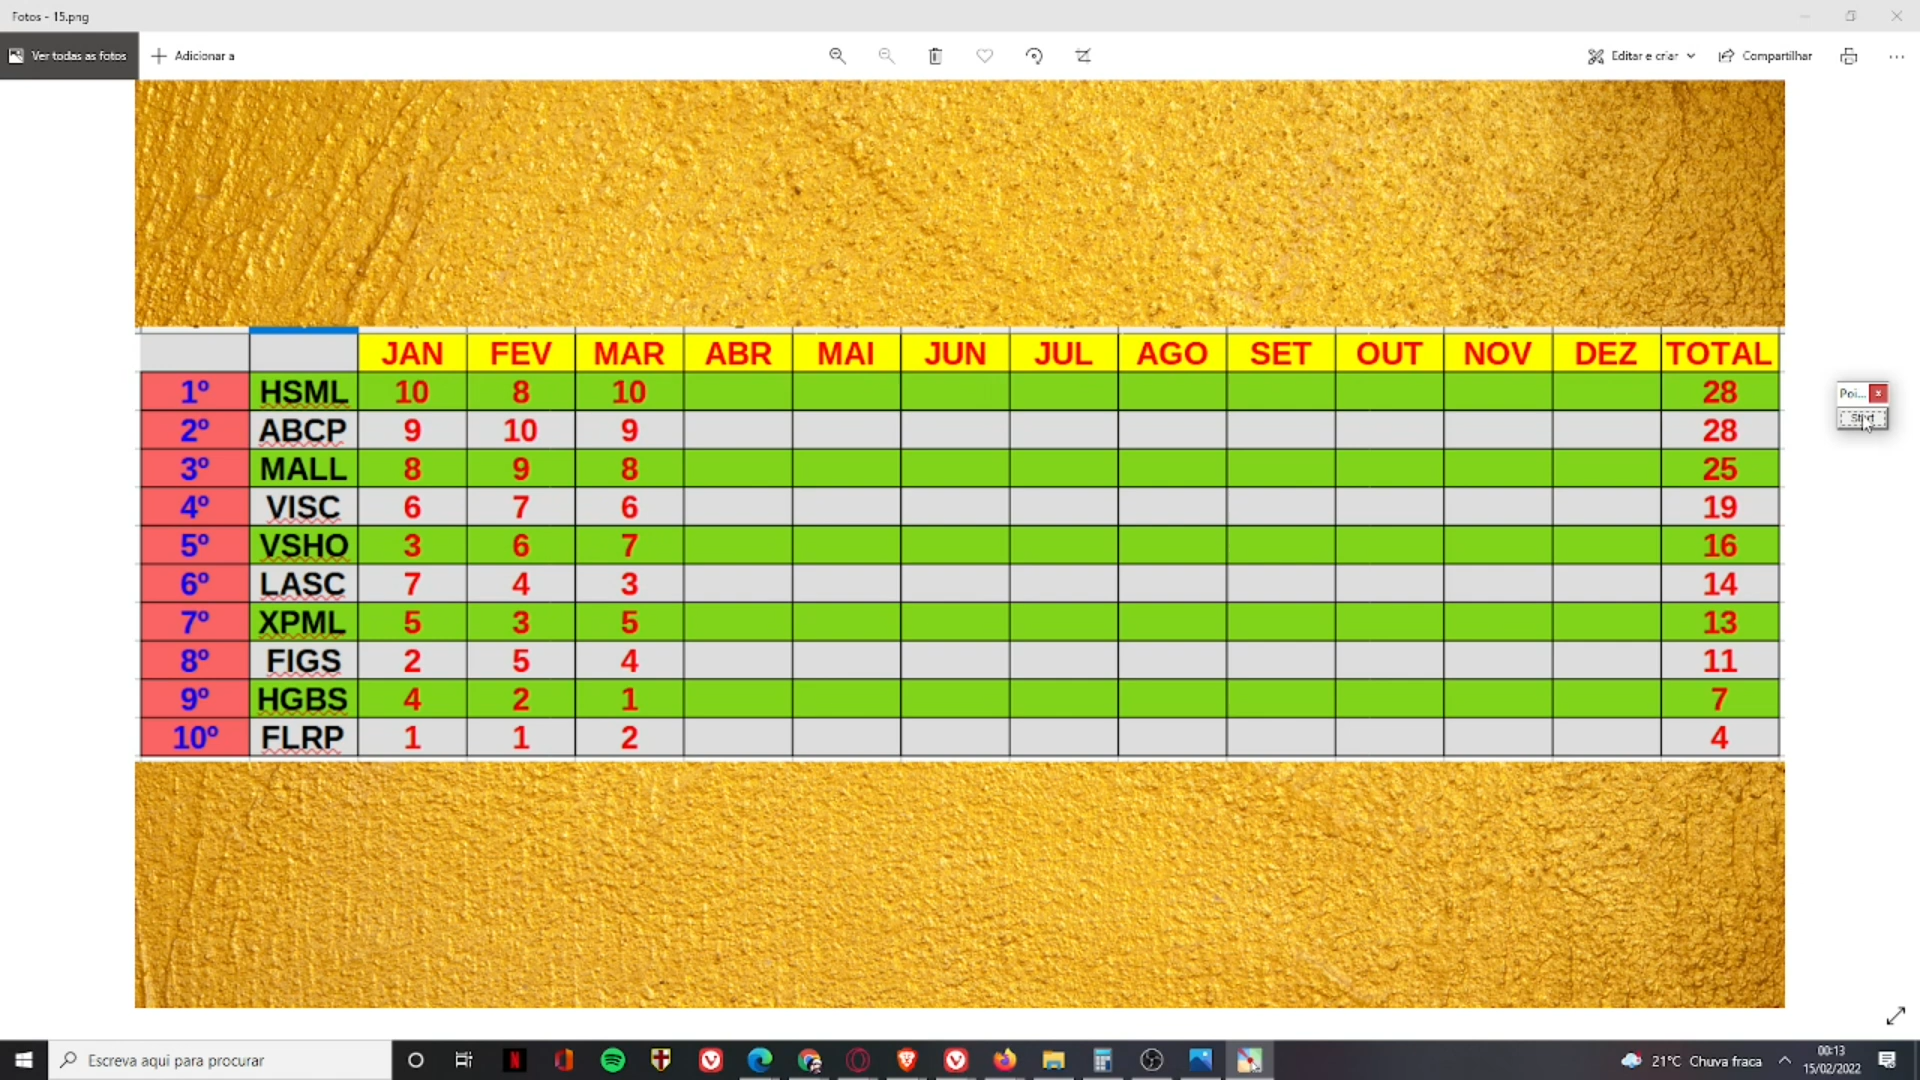 Fotos - 15.png
Ver todas as fotos Adicionar a Editar e criar Compartilhar
JAN FEV MAR ABR MAI JUN JUL AGO SET OUT NOV DEZ TOTAL
1º HSML 10 8 10 28
2º ABCP 9 10 9 28
3º MALL 8 9 8 25
4º VISC 6 7 6 19
5º VSHO 3 6 7 16
6º LASC 7 4 3 14
7º XPML 5 3 5 13
8º FIGS 2 5 4 11
9º HGBS 4 2 1 7
10º FLRP 1 1 2 4
Poi...
Escreva aqui para procurar
21°C Chuva fraca
00:13
15/02/2022